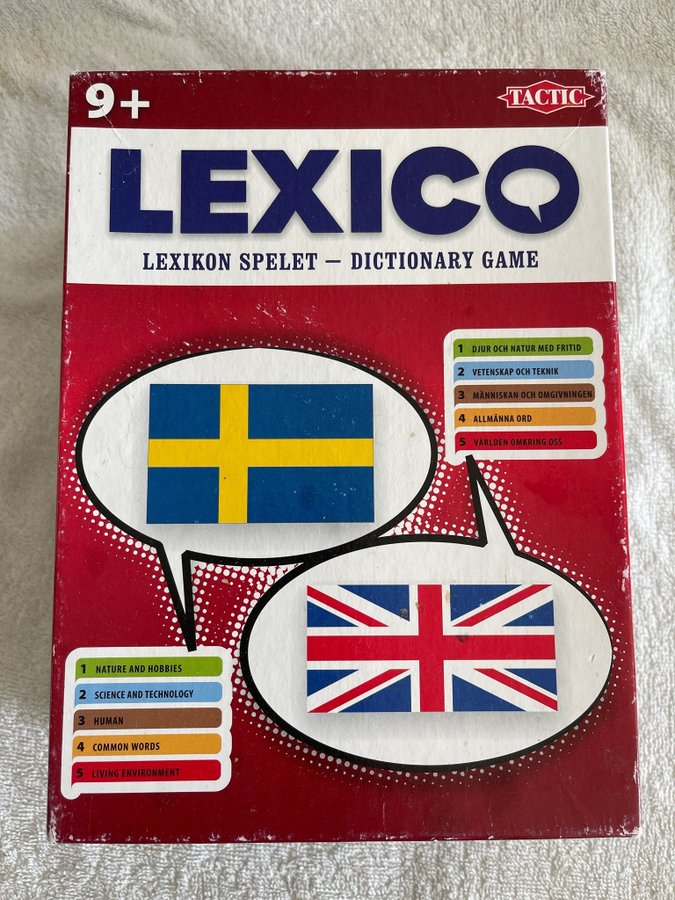 9+
TACTIC
LEXICO
LEXIKON SPELET – DICTIONARY GAME
1 DJUR OCH NATUR MED FRITID
2 VETENSKAP OCH TEKNIK
3 MÄNNISKAN OCH OMGIVNINGEN
4 ALLMÄNNA ORD
5 VÄRLDEN OMKRING OSS
1 NATURE AND HOBBIES
2 SCIENCE AND TECHNOLOGY
3 HUMAN
4 COMMON WORDS
5 LIVING ENVIRONMENT